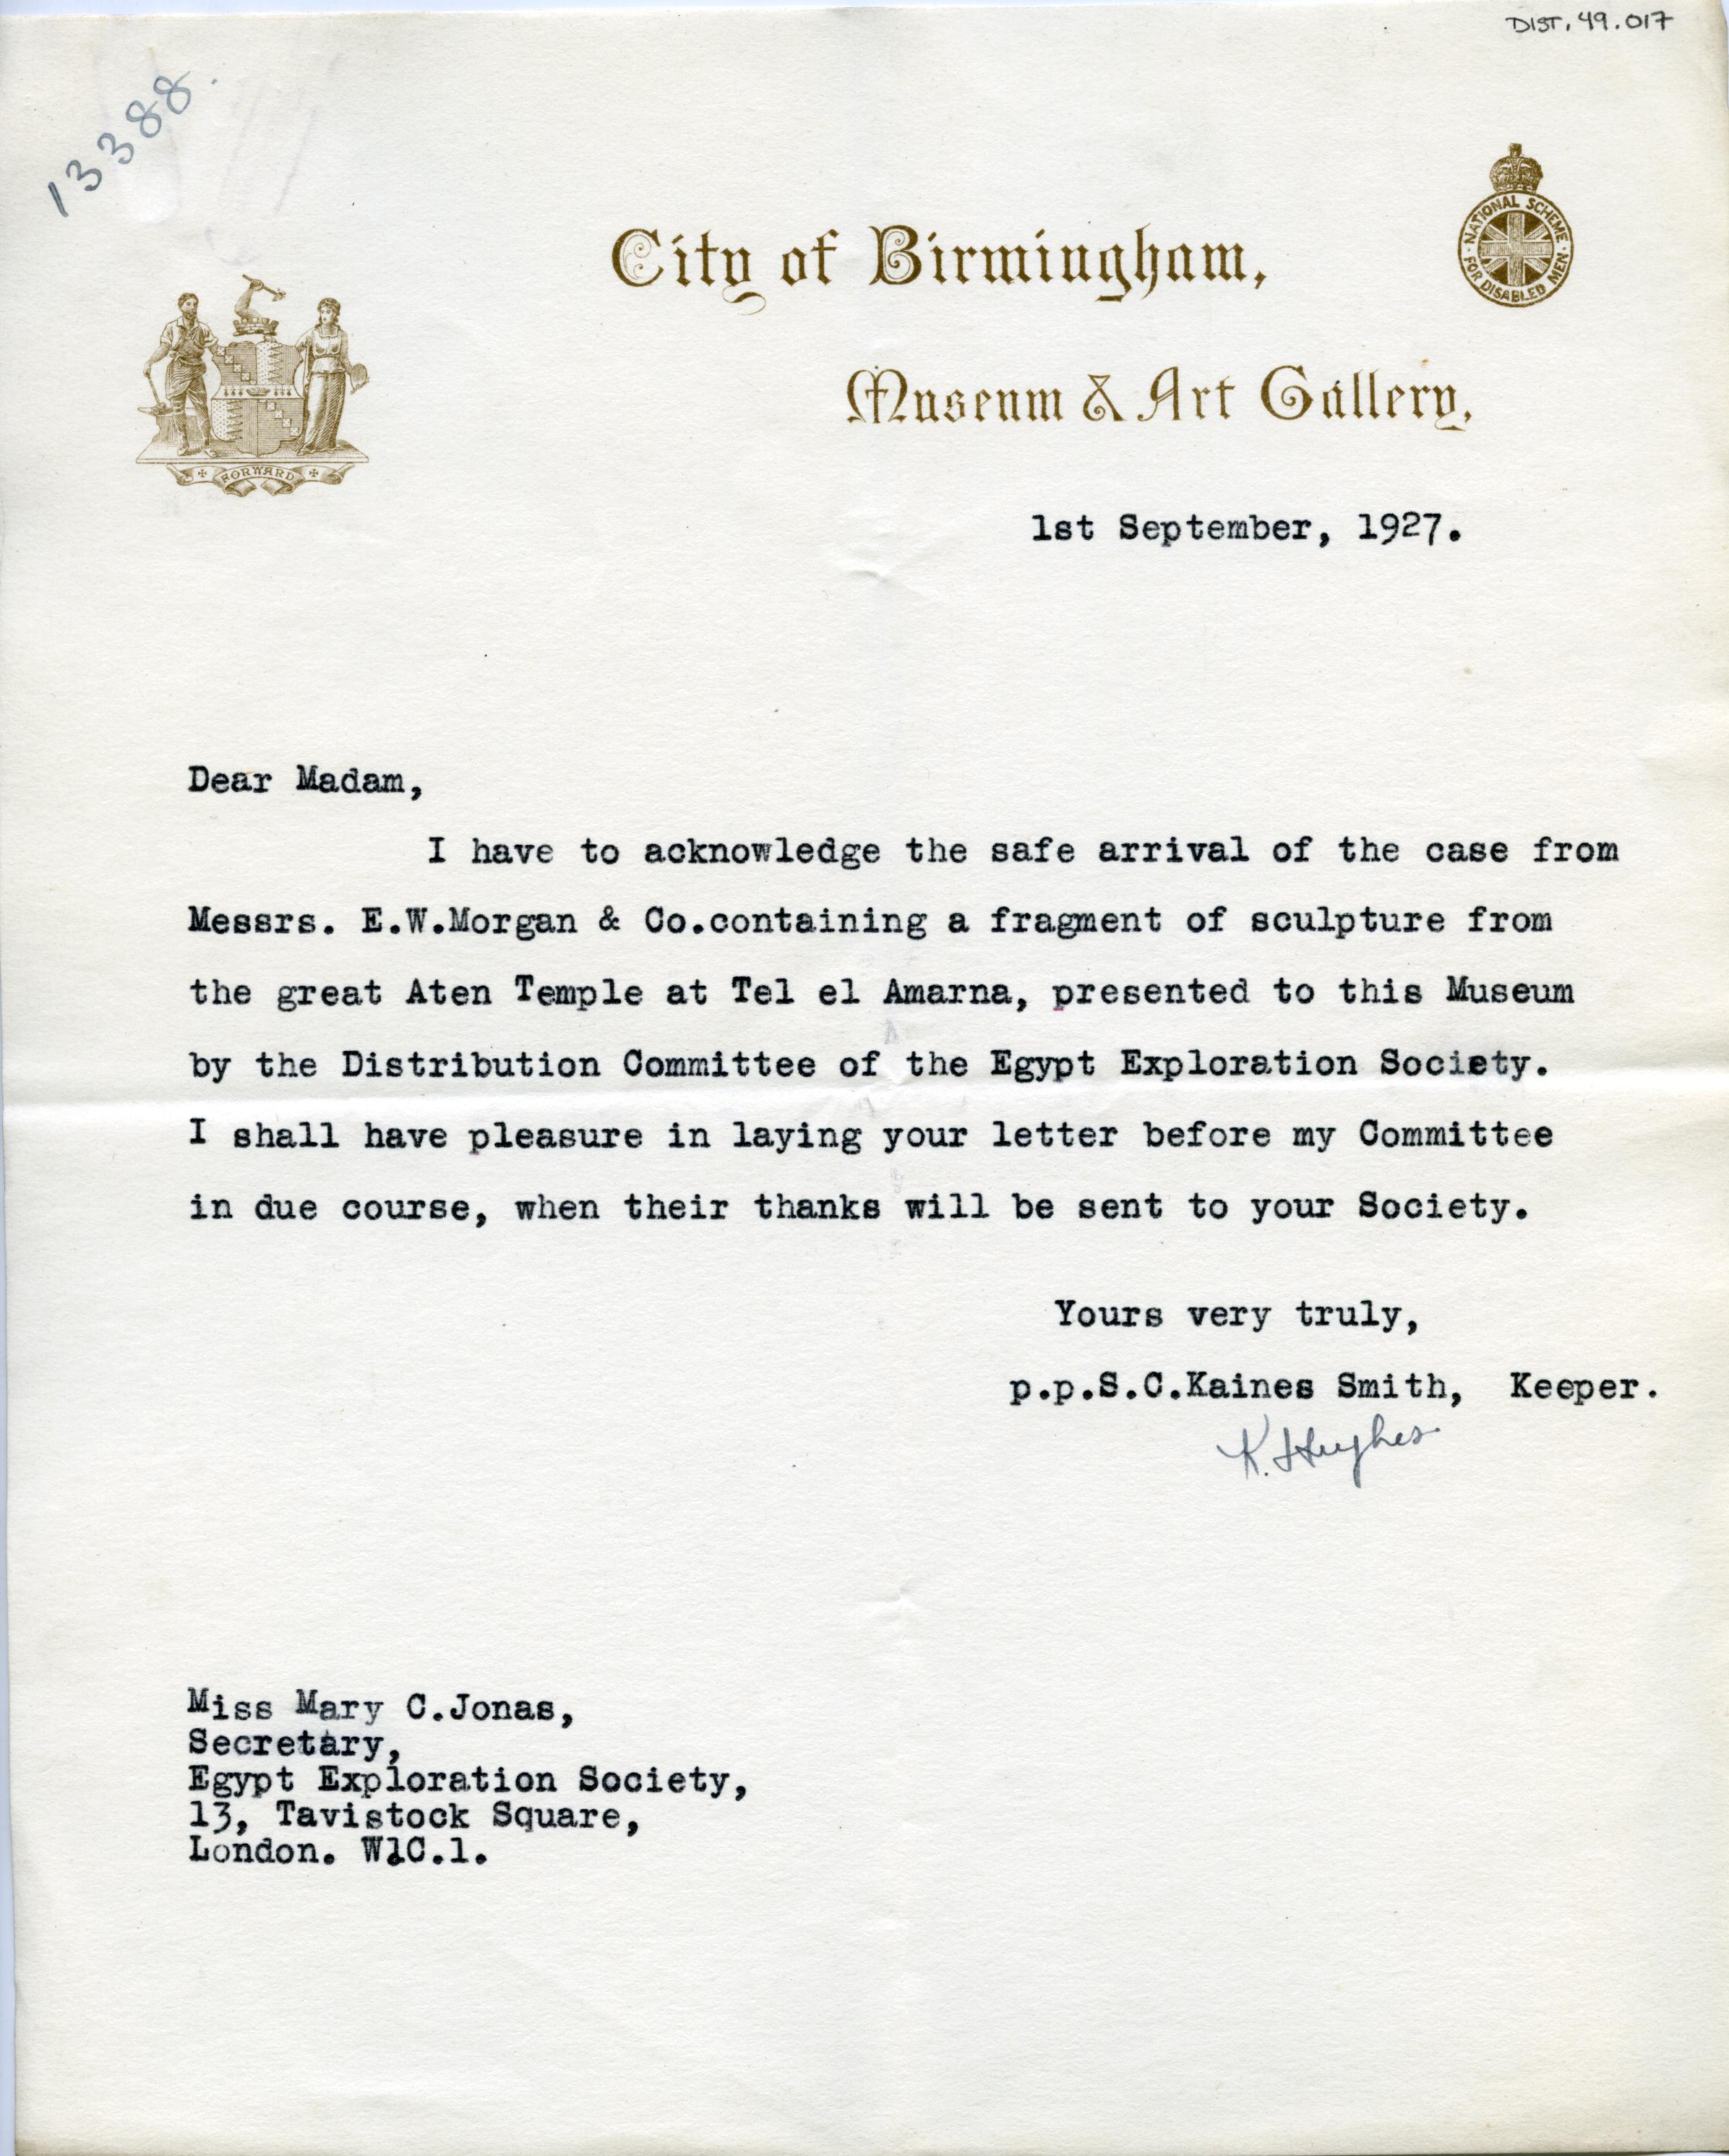 DIST. 49.017
13388.
City of Birmingham,
NATIONAL SCHEME
FOR DISABLED MEN
Museum & Art Gallery,
FORWARD
1st September, 1927.
Dear Madam,
I have to acknowledge the safe arrival of the case from
Messrs. E.W.Morgan & Co.containing a fragment of sculpture from
the great Aten Temple at Tel el Amarna, presented to this Museum
by the Distribution Committee of the Egypt Exploration Society.
I shall have pleasure in laying your letter before my Committee
in due course, when their thanks will be sent to your Society.
Yours very truly,
p.p.S.C.Kaines Smith, Keeper.
K. Hughes
Miss Mary C.Jonas,
Secretary,
Egypt Exploration Society,
13, Tavistock Square,
London. W.C.1.